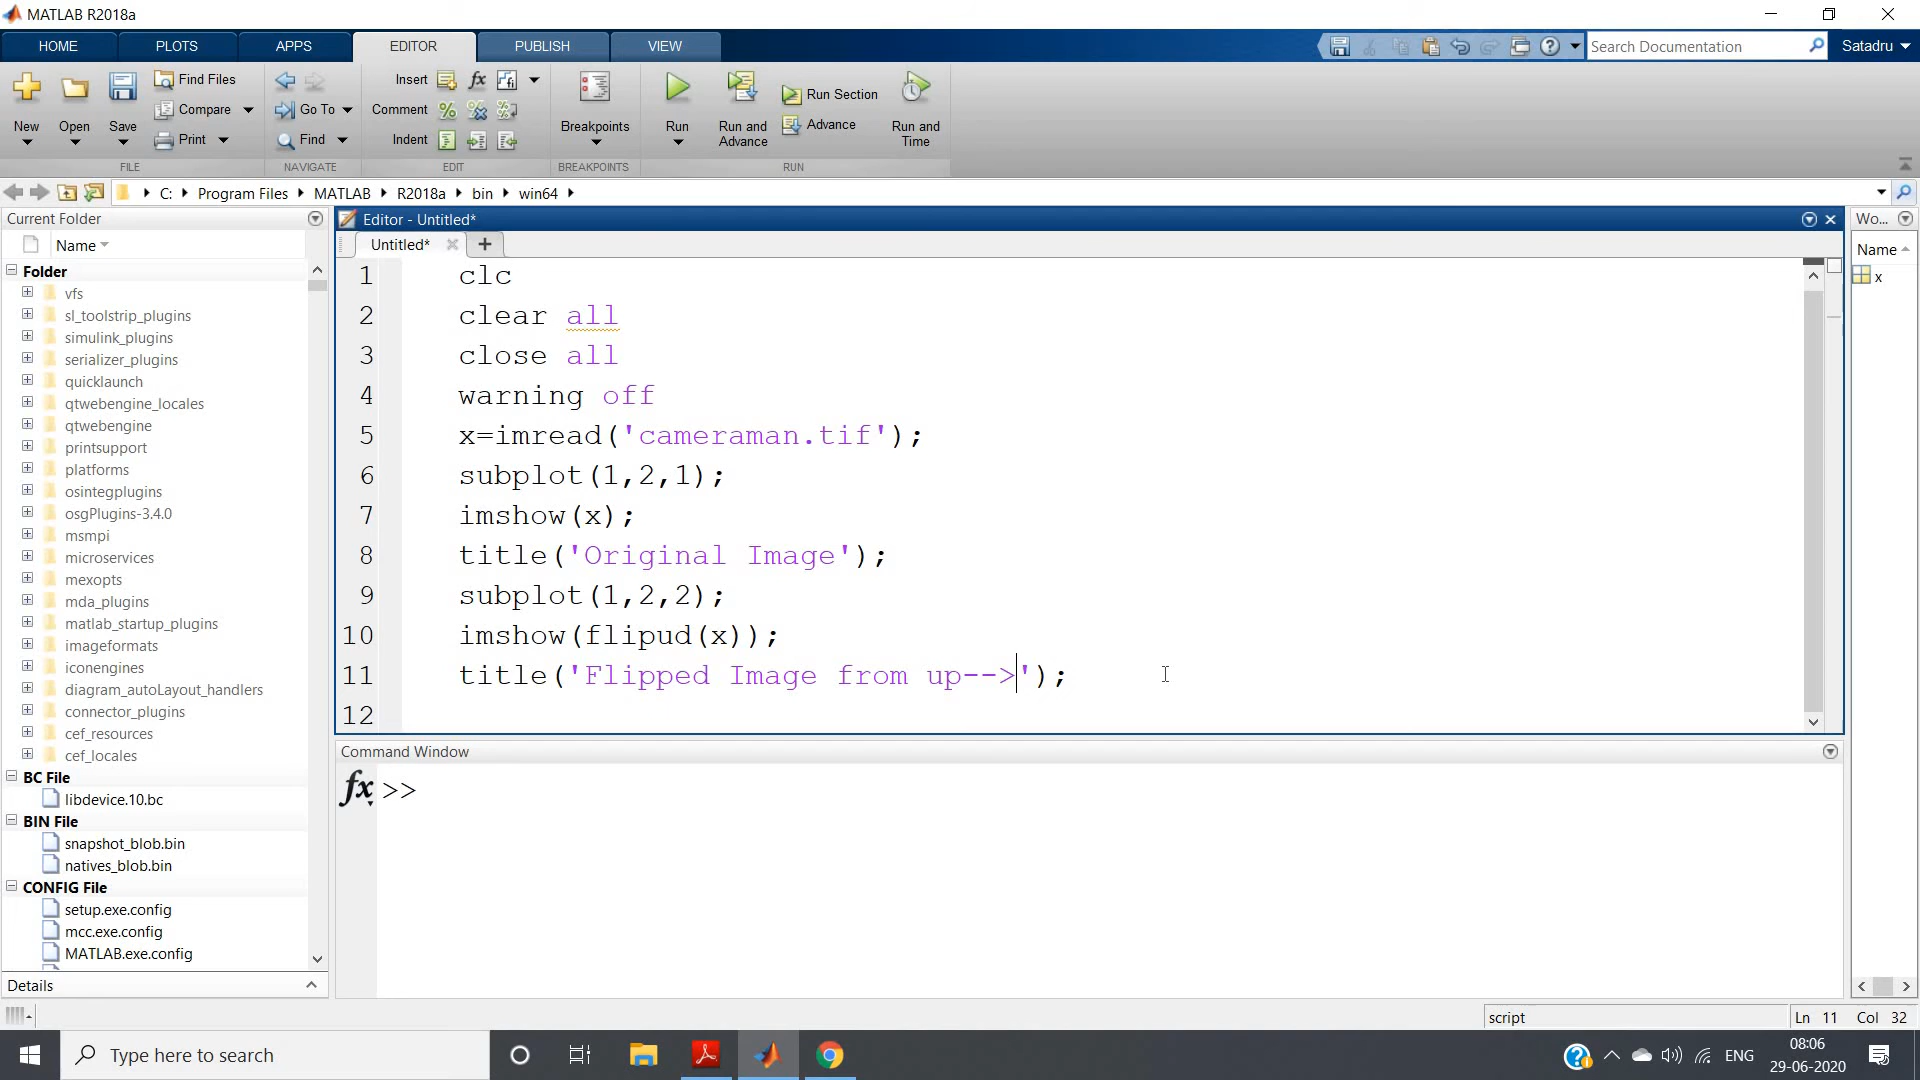 MATLAB R2018a
HOME PLOTS APPS EDITOR PUBLISH VIEW Search Documentation Satadru
New Open Save Find Files Compare Print
Go To Find
Insert Comment Indent
fx
Breakpoints
Run Run and Advance Run Section Advance Run and Time
FILE NAVIGATE EDIT BREAKPOINTS RUN
C: Program Files MATLAB R2018a bin win64
Current Folder
Name
Folder
vfs
sl_toolstrip_plugins
simulink_plugins
serializer_plugins
quicklaunch
qtwebengine_locales
qtwebengine
printsupport
platforms
osintegplugins
osgPlugins-3.4.0
msmpi
microservices
mexopts
mda_plugins
matlab_startup_plugins
imageformats
iconengines
diagram_autoLayout_handlers
connector_plugins
cef_resources
cef_locales
BC File
libdevice.10.bc
BIN File
snapshot_blob.bin
natives_blob.bin
CONFIG File
setup.exe.config
mcc.exe.config
MATLAB.exe.config
Details
Editor - Untitled*
Untitled*
1 clc
2 clear all
3 close all
4 warning off
5 x=imread('cameraman.tif');
6 subplot(1,2,1);
7 imshow(x);
8 title('Original Image');
9 subplot(1,2,2);
10 imshow(flipud(x));
11 title('Flipped Image from up-->');
12
Command Window
fx >>
Wo...
Name
x
script Ln 11 Col 32
Type here to search
ENG
08:06
29-06-2020